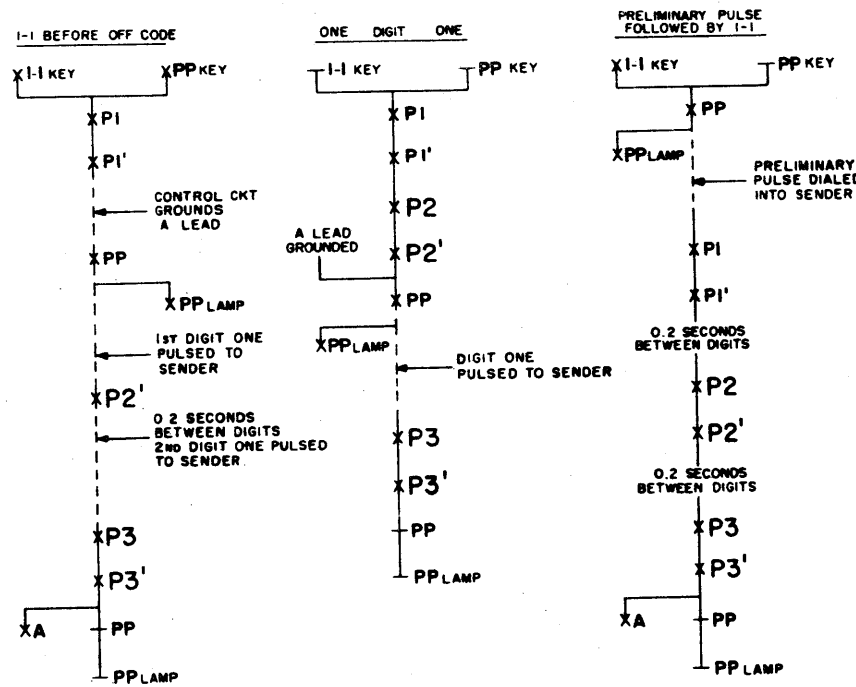 1-1 BEFORE OFF CODE
1-1 KEY
PP KEY
P1
P1'
CONTROL CKT
GROUNDS
A LEAD
PP
PP LAMP
1ST DIGIT ONE
PULSED TO
SENDER
P2'
0.2 SECONDS
BETWEEN DIGITS
2ND DIGIT ONE PULSED
TO SENDER
P3
P3'
A
PP
PP LAMP
ONE DIGIT ONE
1-1 KEY
PP KEY
P1
P1'
P2
A LEAD
GROUNDED
P2'
PP
PP LAMP
DIGIT ONE
PULSED TO SENDER
P3
P3'
PP
PP LAMP
PRELIMINARY PULSE
FOLLOWED BY 1-1
1-1 KEY
PP KEY
PP
PP LAMP
PRELIMINARY
PULSE DIALED
INTO SENDER
P1
P1'
0.2 SECONDS
BETWEEN DIGITS
P2
P2'
0.2 SECONDS
BETWEEN DIGITS
P3
P3'
A
PP
PP LAMP